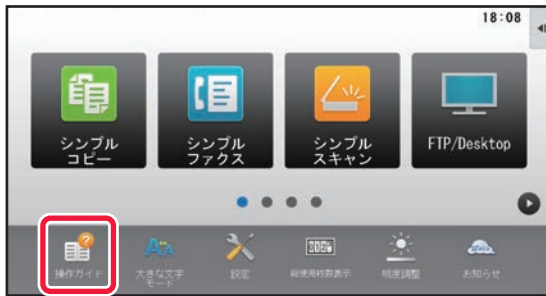 18:08
シンプル
コピー
シンプル
ファクス
シンプル
スキャン
FTP/Desktop
操作ガイド
大きな文字
モード
設定
総使用枚数表示
明度調整
お知らせ